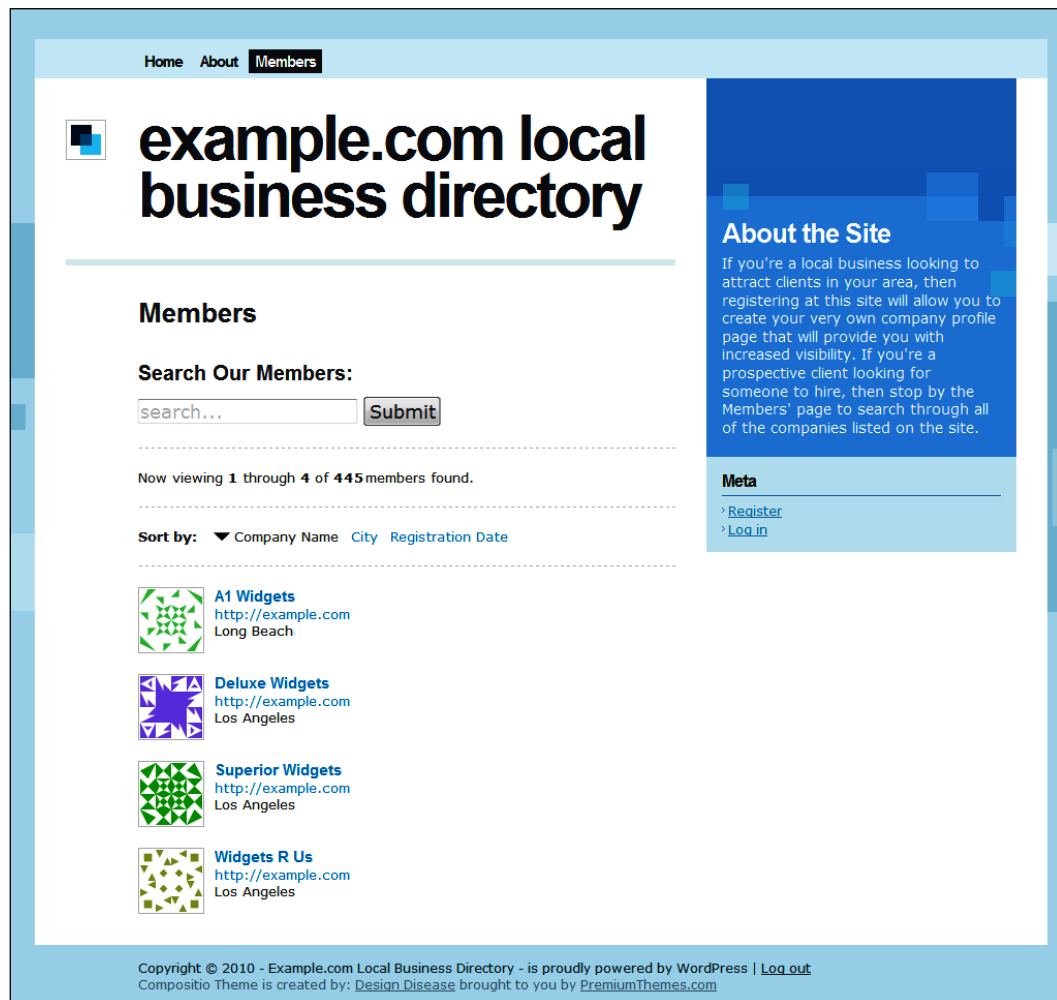 Home About Members
example.com local
business directory
Members
Search Our Members:
search... Submit
Now viewing 1 through 4 of 445 members found.
Sort by: Company Name City Registration Date
A1 Widgets
http://example.com
Long Beach
Deluxe Widgets
http://example.com
Los Angeles
Superior Widgets
http://example.com
Los Angeles
Widgets R Us
http://example.com
Los Angeles
About the Site
If you're a local business looking to
attract clients in your area, then
registering at this site will allow you to
create your very own company profile
page that will provide you with
increased visibility. If you're a
prospective client looking for
someone to hire, then stop by the
Members' page to search through all
of the companies listed on the site.
Meta
Register
Log in
Copyright © 2010 - Example.com Local Business Directory - is proudly powered by WordPress | Log out
Compositio Theme is created by: Design Disease brought to you by PremiumThemes.com